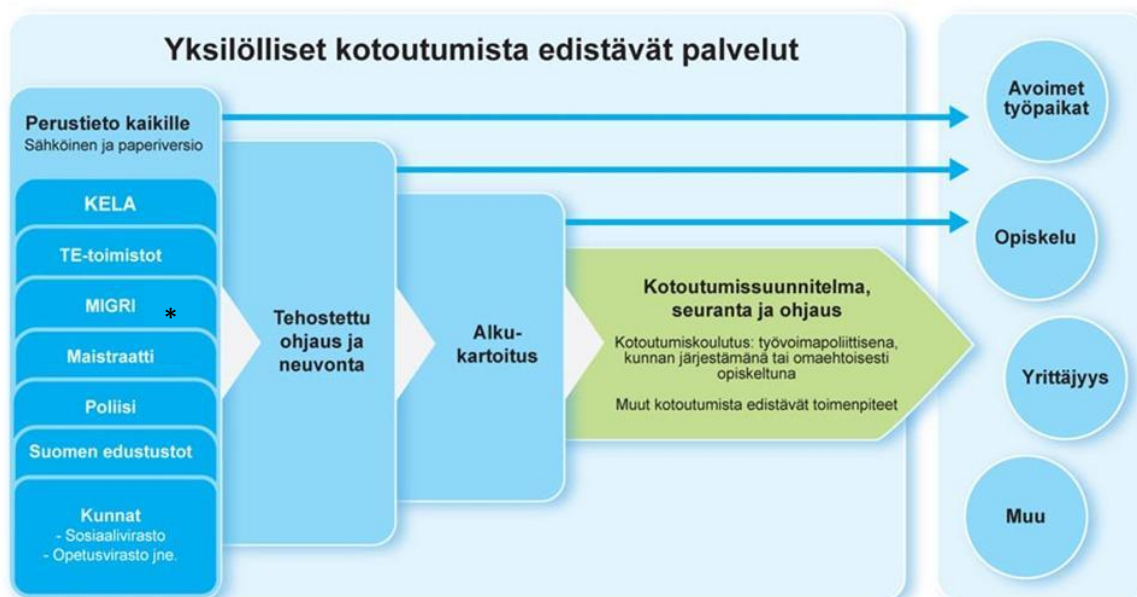 Yksilölliset kotoutumista edistävät palvelut
Perustieto kaikille
Sähköinen ja paperiversio
KELA
TE-toimistot
MIGRI *
Maistraatti
Poliisi
Suomen edustustot
Kunnat
- Sosiaalivirasto
- Opetusvirasto jne.
Tehostettu
ohjaus ja
neuvonta
Alku-
kartoitus
Kotoutumissuunnitelma,
seuranta ja ohjaus
Kotoutumiskoulutus: työvoimapoliittisena,
kunnan järjestämänä tai omaehtoisesti
opiskeltuna
Muut kotoutumista edistävät toimenpiteet
Avoimet
työpaikat
Opiskelu
Yrittäjyys
Muu